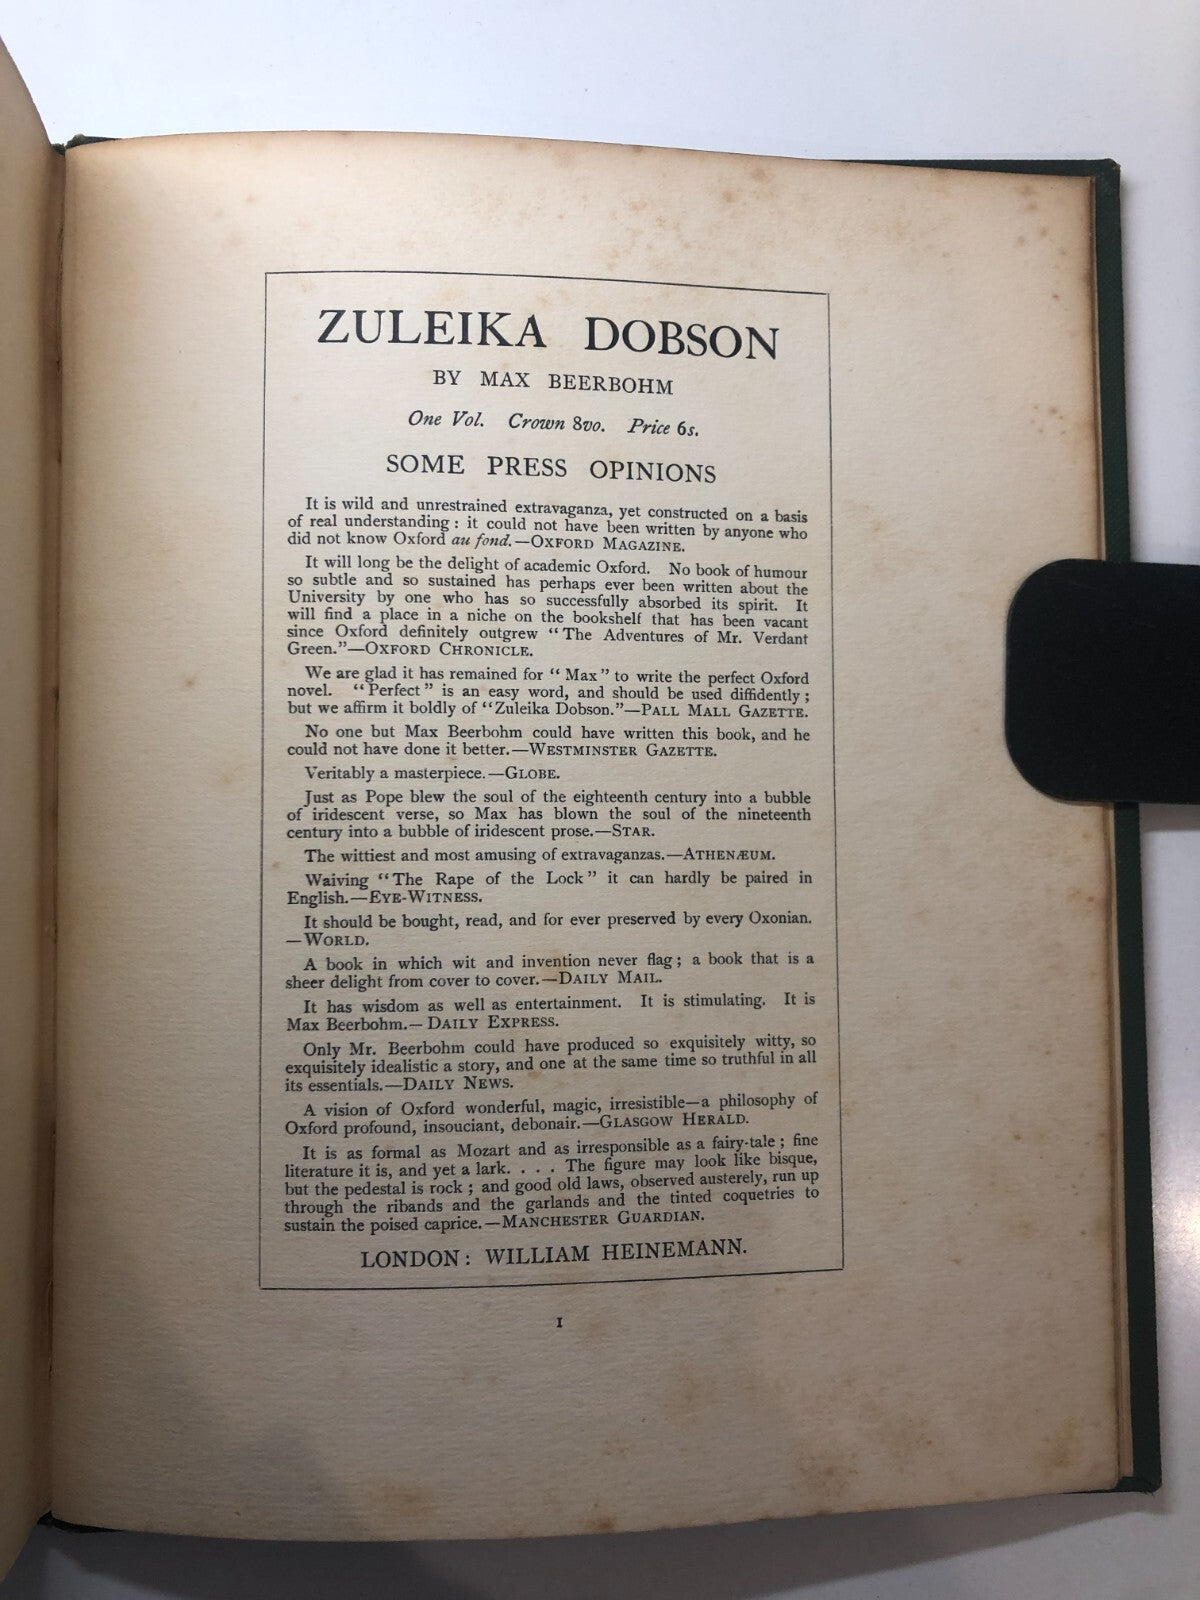 ZULEIKA DOBSON
BY MAX BEERBOHM
One Vol. Crown 8vo. Price 6s.
SOME PRESS OPINIONS
It is wild and unrestrained extravaganza, yet constructed on a basis
of real understanding : it could not have been written by anyone who
did not know Oxford au fond.—OXFORD MAGAZINE.
It will long be the delight of academic Oxford. No book of humour
so subtle and so sustained has perhaps ever been written about the
University by one who has so successfully absorbed its spirit. It
will find a place in a niche on the bookshelf that has been vacant
since Oxford definitely outgrew “The Adventures of Mr. Verdant
Green.”—OXFORD CHRONICLE.
We are glad it has remained for “Max” to write the perfect Oxford
novel. “Perfect” is an easy word, and should be used diffidently ;
but we affirm it boldly of “Zuleika Dobson.”—PALL MALL GAZETTE.
No one but Max Beerbohm could have written this book, and he
could not have done it better.—WESTMINSTER GAZETTE.
Veritably a masterpiece.—GLOBE.
Just as Pope blew the soul of the eighteenth century into a bubble
of iridescent verse, so Max has blown the soul of the nineteenth
century into a bubble of iridescent prose.—STAR.
The wittiest and most amusing of extravaganzas.—ATHENÆUM.
Waiving “The Rape of the Lock” it can hardly be paired in
English.—EYE-WITNESS.
It should be bought, read, and for ever preserved by every Oxonian.
—WORLD.
A book in which wit and invention never flag ; a book that is a
sheer delight from cover to cover.—DAILY MAIL.
It has wisdom as well as entertainment. It is stimulating. It is
Max Beerbohm.—DAILY EXPRESS.
Only Mr. Beerbohm could have produced so exquisitely witty, so
exquisitely idealistic a story, and one at the same time so truthful in all
its essentials.—DAILY NEWS.
A vision of Oxford wonderful, magic, irresistible—a philosophy of
Oxford profound, insouciant, debonair.—GLASGOW HERALD.
It is as formal as Mozart and as irresponsible as a fairy-tale ; fine
literature it is, and yet a lark. . . . The figure may look like bisque,
but the pedestal is rock ; and good old laws, observed austerely, run up
through the ribands and the garlands and the tinted coquetries to
sustain the poised caprice.—MANCHESTER GUARDIAN.
LONDON : WILLIAM HEINEMANN.
I